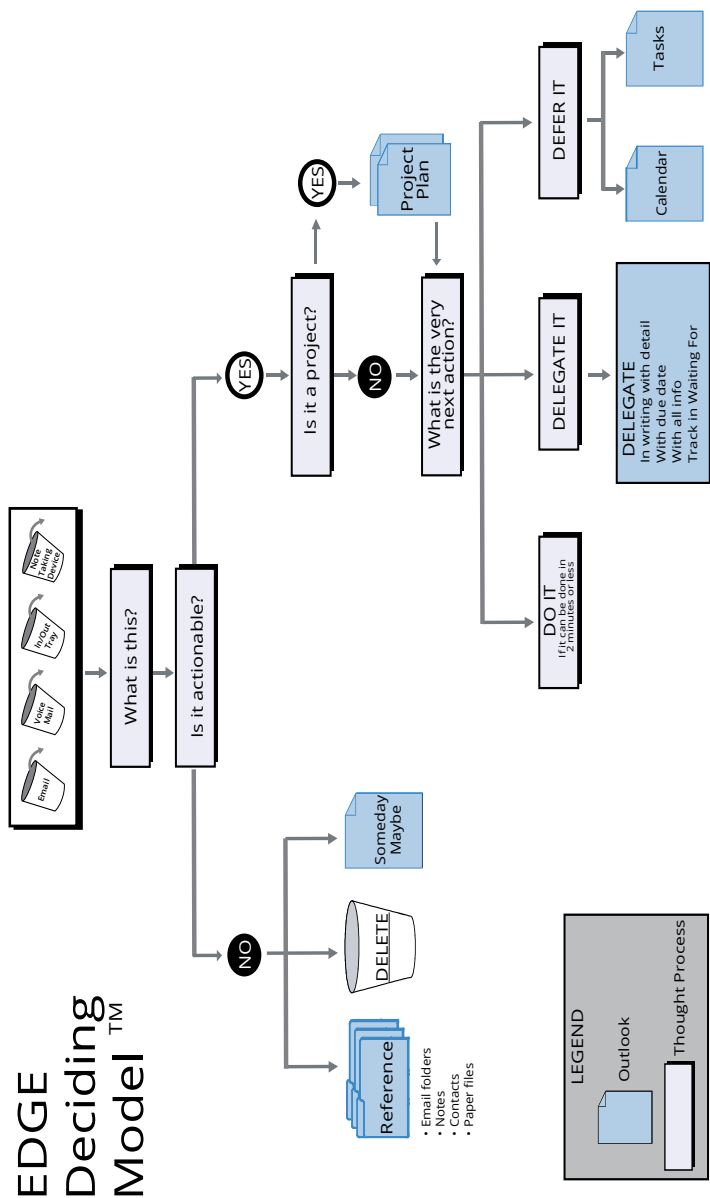 EDGE
Deciding
Model ™
Email
Voice
Mail
In/Out
Tray
Note
Taking
Device
What is this?
Is it actionable?
NO
YES
Reference
• Email folders
• Notes
• Contacts
• Paper files
DELETE
Someday
Maybe
Is it a project?
YES
Project
Plan
NO
What is the very
next action?
DO IT
If it can be done in
2 minutes or less
DELEGATE IT
DELEGATE
In writing with detail
With due date
With all info
Track in Waiting For
DEFER IT
Calendar
Tasks
LEGEND
Outlook
Thought Process